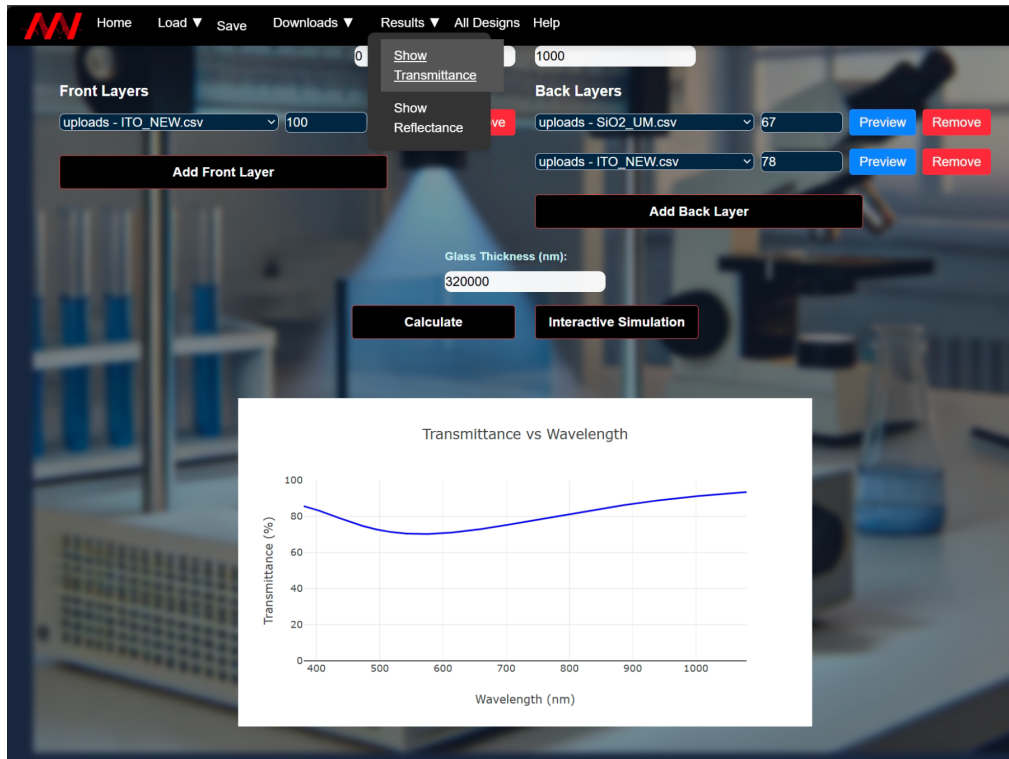 Home Load ▼ Save Downloads ▼ Results ▼ All Designs Help
Show
Transmittance
Show
Reflectance
0
1000
Front Layers
uploads - ITO_NEW.csv 100
Add Front Layer
Back Layers
uploads - SiO2_UM.csv 67 Preview Remove
uploads - ITO_NEW.csv 78 Preview Remove
Add Back Layer
Glass Thickness (nm):
320000
Calculate Interactive Simulation
Transmittance vs Wavelength
Transmittance (%)
100
80
60
40
20
0
400 500 600 700 800 900 1000
Wavelength (nm)